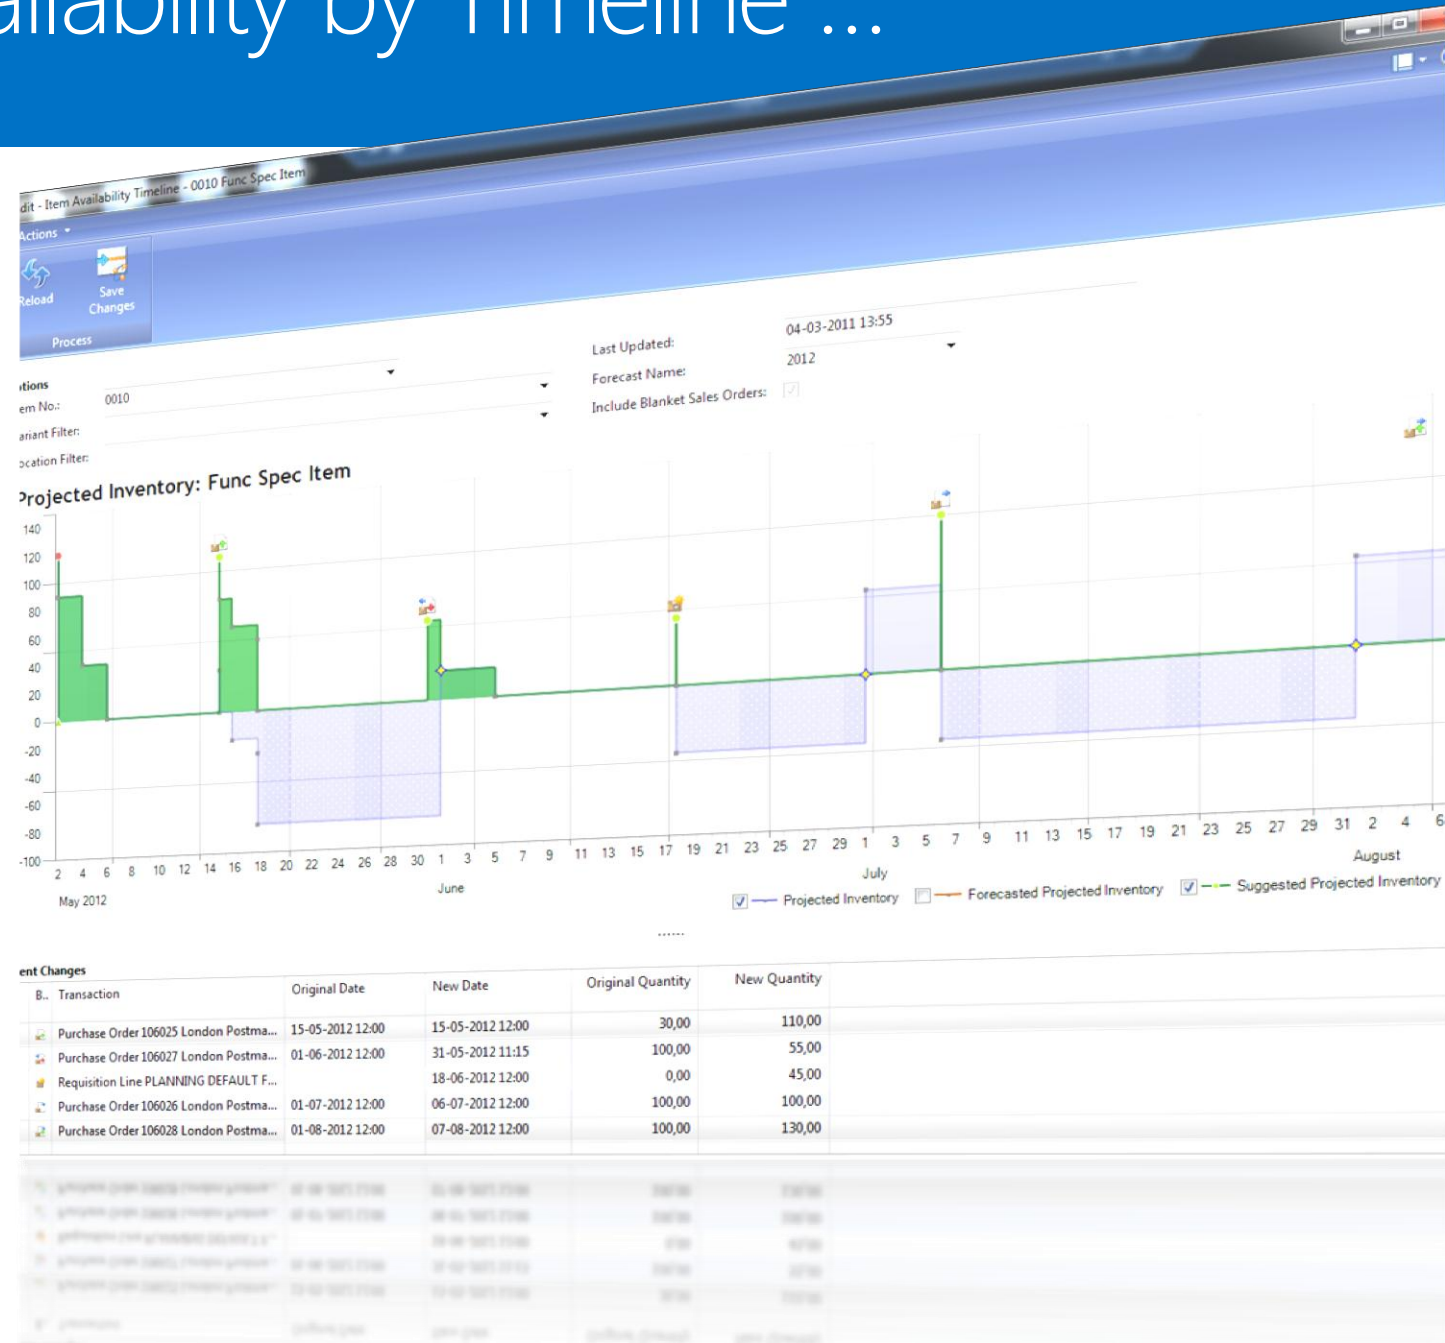 ailability by Timeline ...
dit - Item Availability Timeline - 0010 Func Spec Item
Actions
Reload
Save Changes
Process
tions
em No.: 0010
ariant Filter:
ocation Filter:
Last Updated: 04-03-2011 13:55
Forecast Name: 2012
Include Blanket Sales Orders:
Projected Inventory: Func Spec Item
140
120
100
80
60
40
20
0
-20
-40
-60
-80
-100
2 4 6 8 10 12 14 16 18 20 22 24 26 28 30 1 3 5 7 9 11 13 15 17 19 21 23 25 27 29 1 3 5 7 9 11 13 15 17 19 21 23 25 27 29 31 2 4 6
May 2012 June July August
Projected Inventory Forecasted Projected Inventory Suggested Projected Inventory
......
ent Changes
B.. Transaction Original Date New Date Original Quantity New Quantity
Purchase Order 106025 London Postma... 15-05-2012 12:00 15-05-2012 12:00 30,00 110,00
Purchase Order 106027 London Postma... 01-06-2012 12:00 31-05-2012 11:15 100,00 55,00
Requisition Line PLANNING DEFAULT F... 18-06-2012 12:00 0,00 45,00
Purchase Order 106026 London Postma... 01-07-2012 12:00 06-07-2012 12:00 100,00 100,00
Purchase Order 106028 London Postma... 01-08-2012 12:00 07-08-2012 12:00 100,00 130,00